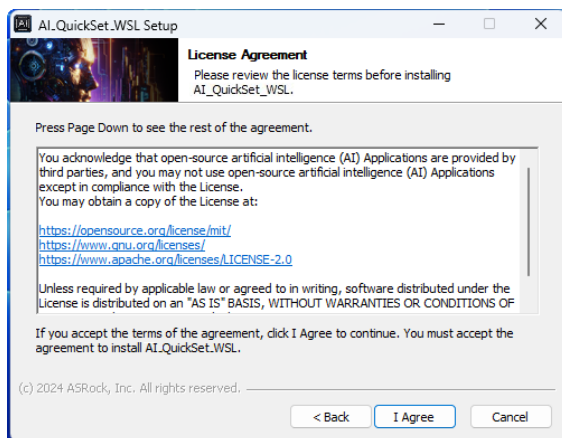 AI_QuickSet_WSL Setup
License Agreement
Please review the license terms before installing
AI_QuickSet_WSL.
Press Page Down to see the rest of the agreement.
You acknowledge that open-source artificial intelligence (AI) Applications are provided by
third parties, and you may not use open-source artificial intelligence (AI) Applications
except in compliance with the License.
You may obtain a copy of the License at:
https://opensource.org/license/mit/
https://www.gnu.org/licenses/
https://www.apache.org/licenses/LICENSE-2.0
Unless required by applicable law or agreed to in writing, software distributed under the
License is distributed on an "AS IS" BASIS, WITHOUT WARRANTIES OR CONDITIONS OF
If you accept the terms of the agreement, click I Agree to continue. You must accept the
agreement to install AI_QuickSet_WSL.
(c) 2024 ASRock, Inc. All rights reserved.
< Back
I Agree
Cancel